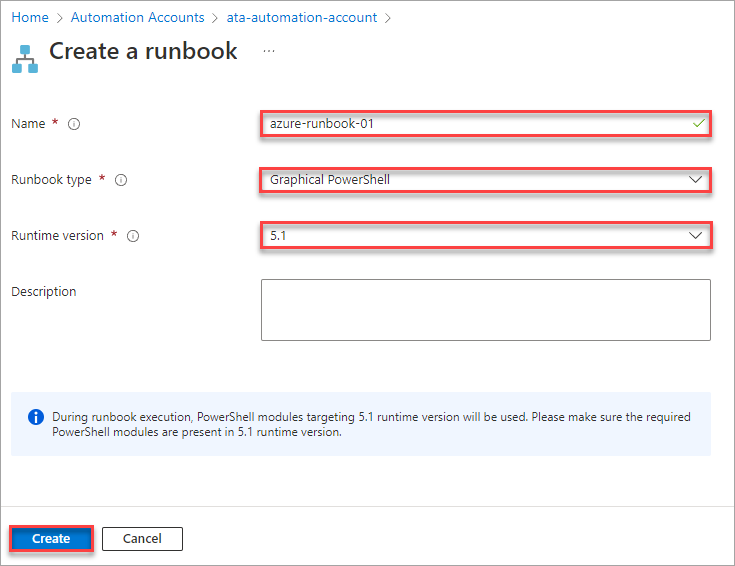 Home > Automation Accounts > ata-automation-account >
Create a runbook ...
Name *
azure-runbook-01
Runbook type *
Graphical PowerShell
Runtime version *
5.1
Description
During runbook execution, PowerShell modules targeting 5.1 runtime version will be used. Please make sure the required
PowerShell modules are present in 5.1 runtime version.
Create
Cancel